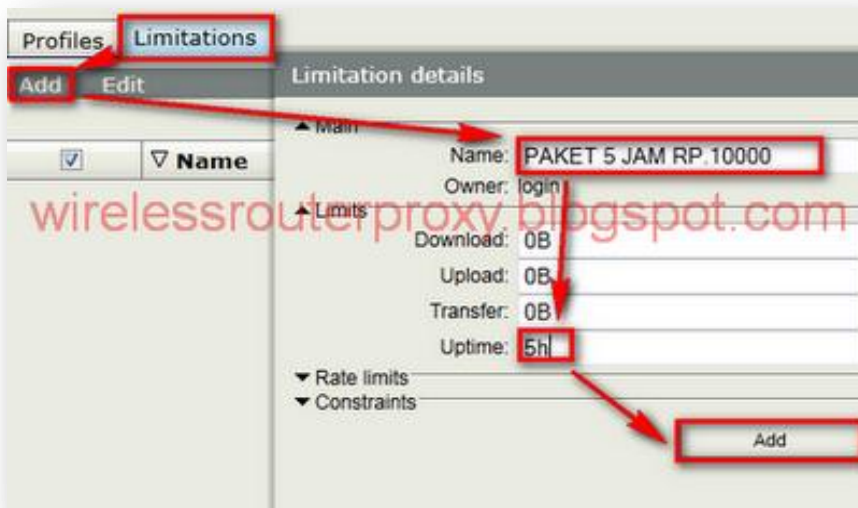 Profiles Limitations
Add Edit
Limitation details
Main
Name
Name: PAKET 5 JAM RP.10000
Owner: login
wirelessrouterproxy.blogspot.com
Limits
Download: 0B
Upload: 0B
Transfer: 0B
Uptime: 5h
Rate limits
Constraints
Add